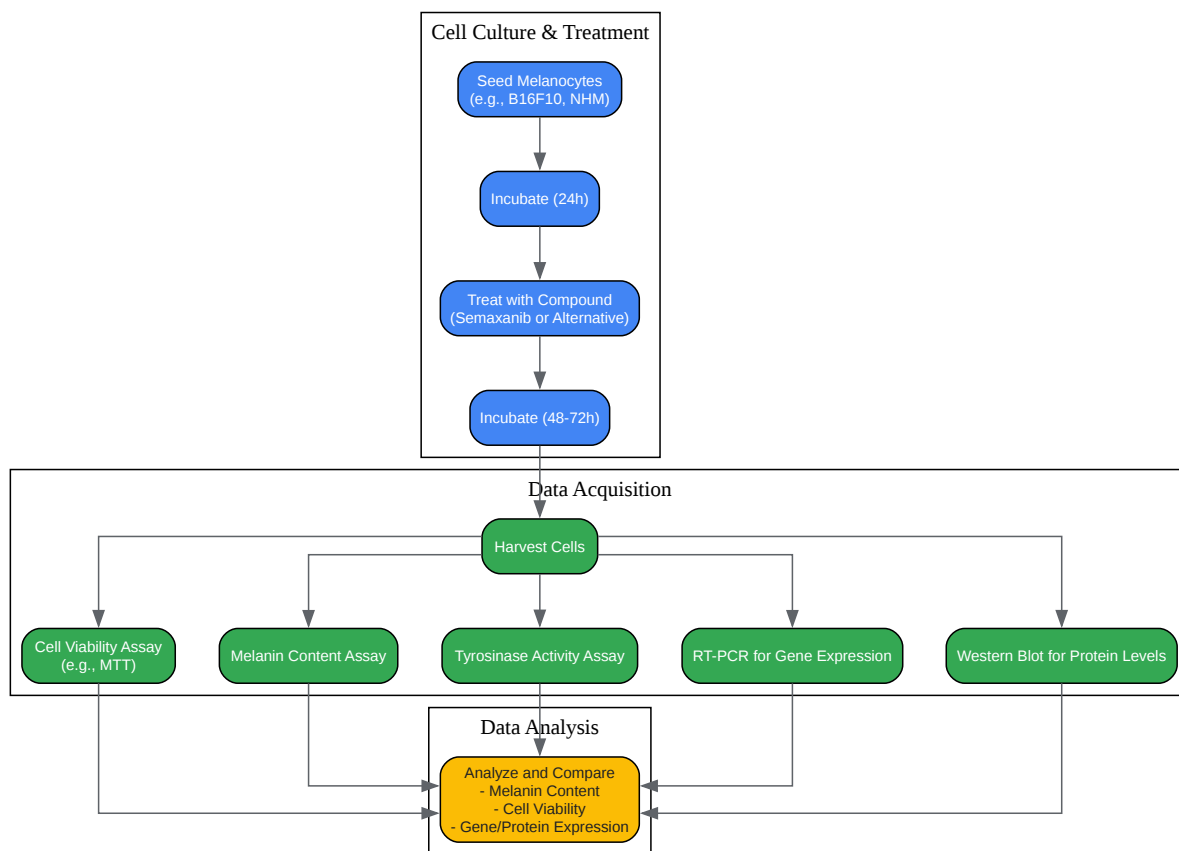 Cell Culture & Treatment
Seed Melanocytes
(e.g., B16F10, NHM)
Incubate (24h)
Treat with Compound
(Semaxanib or Alternative)
Incubate (48-72h)
Data Acquisition
Harvest Cells
Cell Viability Assay
(e.g., MTT)
Melanin Content Assay
Tyrosinase Activity Assay
RT-PCR for Gene Expression
Western Blot for Protein Levels
Data Analysis
Analyze and Compare
- Melanin Content
- Cell Viability
- Gene/Protein Expression